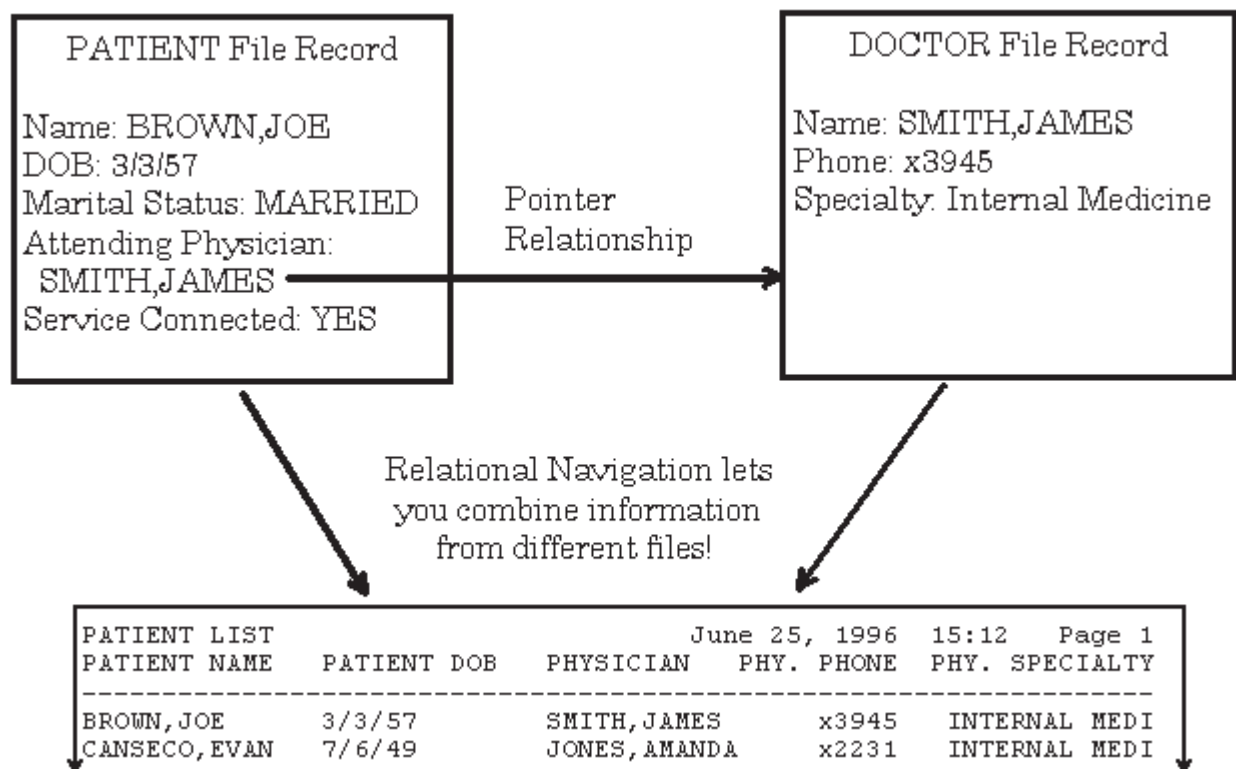 PATIENT File Record
Name: BROWN,JOE
DOB: 3/3/57
Marital Status: MARRIED
Attending Physician:
SMITH,JAMES
Service Connected: YES
Pointer
Relationship
DOCTOR File Record
Name: SMITH,JAMES
Phone: x3945
Specialty: Internal Medicine
Relational Navigation lets
you combine information
from different files!
PATIENT LIST June 25, 1996 15:12 Page 1
PATIENT NAME PATIENT DOB PHYSICIAN PHY. PHONE PHY. SPECIALTY
--------------------------------------------------------------------------------
BROWN,JOE 3/3/57 SMITH,JAMES x3945 INTERNAL MEDI
CANSECO,EVAN 7/6/49 JONES,AMANDA x2231 INTERNAL MEDI